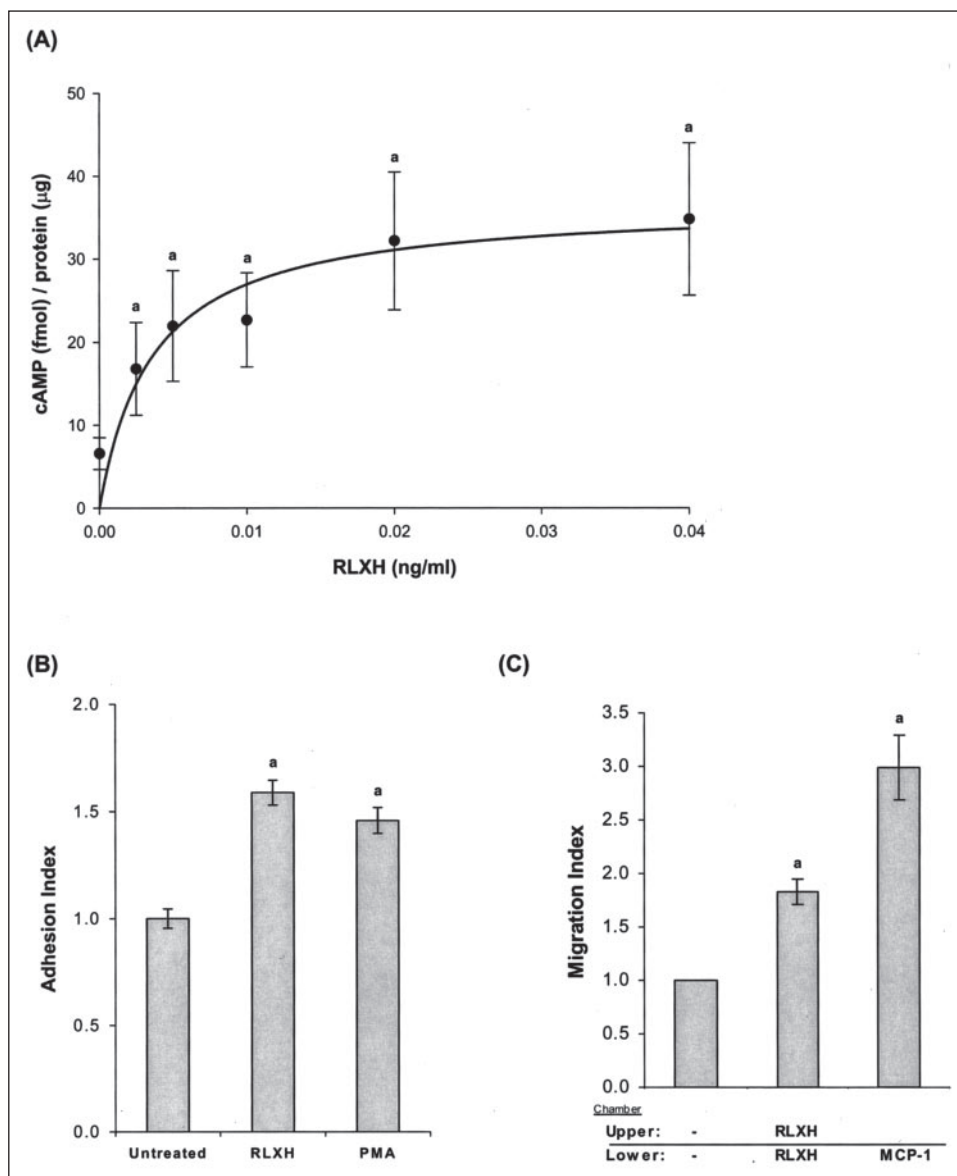 (A)
50
a
a
40
a
a
a
30
20
10
0
cAMP (fmol) / protein (μg)
0.00 0.01 0.02 0.03 0.04
RLXH (ng/ml)
(B)
2.0
a
a
1.5
1.0
0.5
0.0
Adhesion Index
Untreated RLXH PMA
(C)
3.5
a
3.0
2.5
2.0
a
1.5
1.0
0.5
0.0
Migration Index
Chamber
Upper: - RLXH
Lower: - RLXH MCP-1